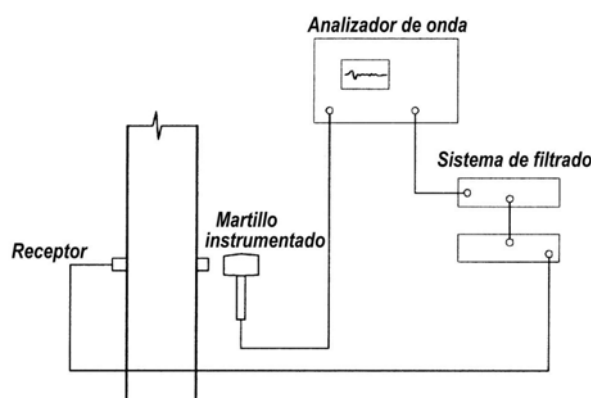 Analizador de onda
Sistema de filtrado
Martillo
instrumentado
Receptor